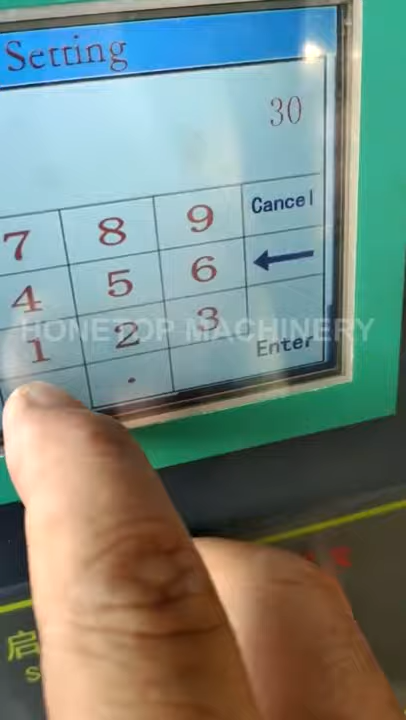 Setting
30
7 8 9 Cancel
4 5 6 ←
1 2 3
. Enter
HONETOP MACHINERY
启
S